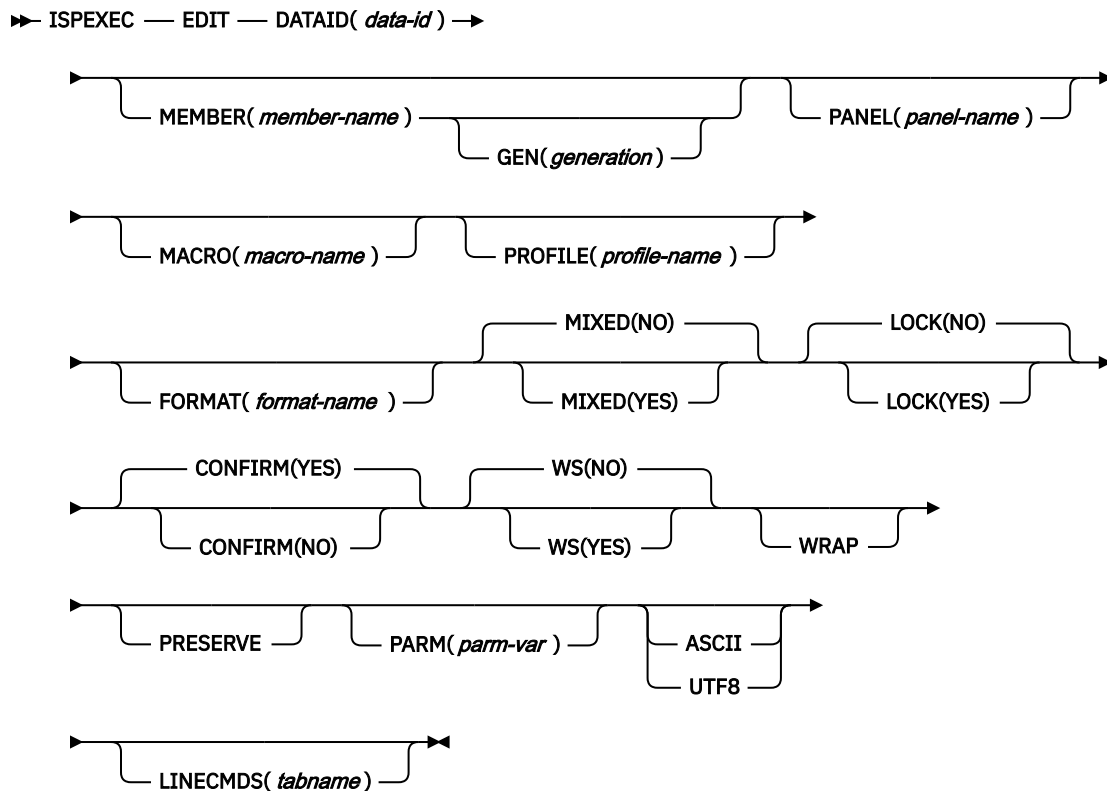 ISPEXEC EDIT DATAID( data-id )
MEMBER( member-name ) PANEL( panel-name )
GEN( generation )
MACRO( macro-name ) PROFILE( profile-name )
MIXED(NO) LOCK(NO)
FORMAT( format-name ) MIXED(YES) LOCK(YES)
CONFIRM(YES) WS(NO)
CONFIRM(NO) WS(YES) WRAP
PRESERVE PARM( parm-var ) ASCII
UTF8
LINECMDS( tabname )